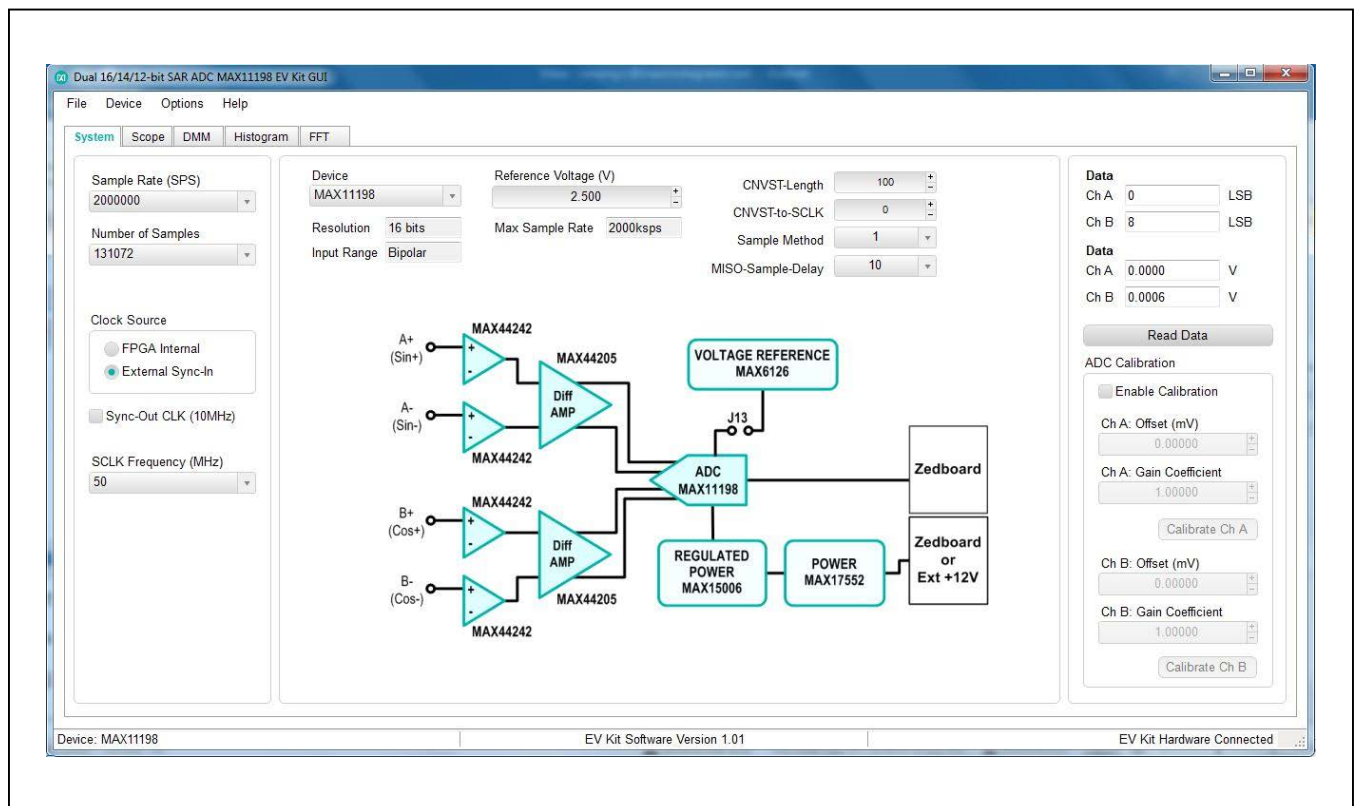 Dual 16/14/12-bit SAR ADC MAX11198 EV Kit GUI
File Device Options Help
System Scope DMM Histogram FFT
Sample Rate (SPS)
2000000
Number of Samples
131072
Clock Source
FPGA Internal
External Sync-In
Sync-Out CLK (10MHz)
SCLK Frequency (MHz)
50
Device
MAX11198
Resolution 16 bits
Input Range Bipolar
Reference Voltage (V)
2.500
Max Sample Rate 2000ksps
CNVST-Length 100
CNVST-to-SCLK 0
Sample Method 1
MISO-Sample-Delay 10
A+
(Sin+)
MAX44242
+
-
A-
(Sin-)
+
-
MAX44242
MAX44205
Diff
AMP
B+
(Cos+)
MAX44242
+
-
B-
(Cos-)
+
-
MAX44242
Diff
AMP
MAX44205
VOLTAGE REFERENCE
MAX6126
J13
ADC
MAX11198
REGULATED
POWER
MAX15006
POWER
MAX17552
Zedboard
Zedboard
or
Ext +12V
Data
Ch A 0 LSB
Ch B 8 LSB
Data
Ch A 0.0000 V
Ch B 0.0006 V
Read Data
ADC Calibration
Enable Calibration
Ch A: Offset (mV)
0.00000
Ch A: Gain Coefficient
1.00000
Calibrate Ch A
Ch B: Offset (mV)
0.00000
Ch B: Gain Coefficient
1.00000
Calibrate Ch B
Device: MAX11198
EV Kit Software Version 1.01
EV Kit Hardware Connected